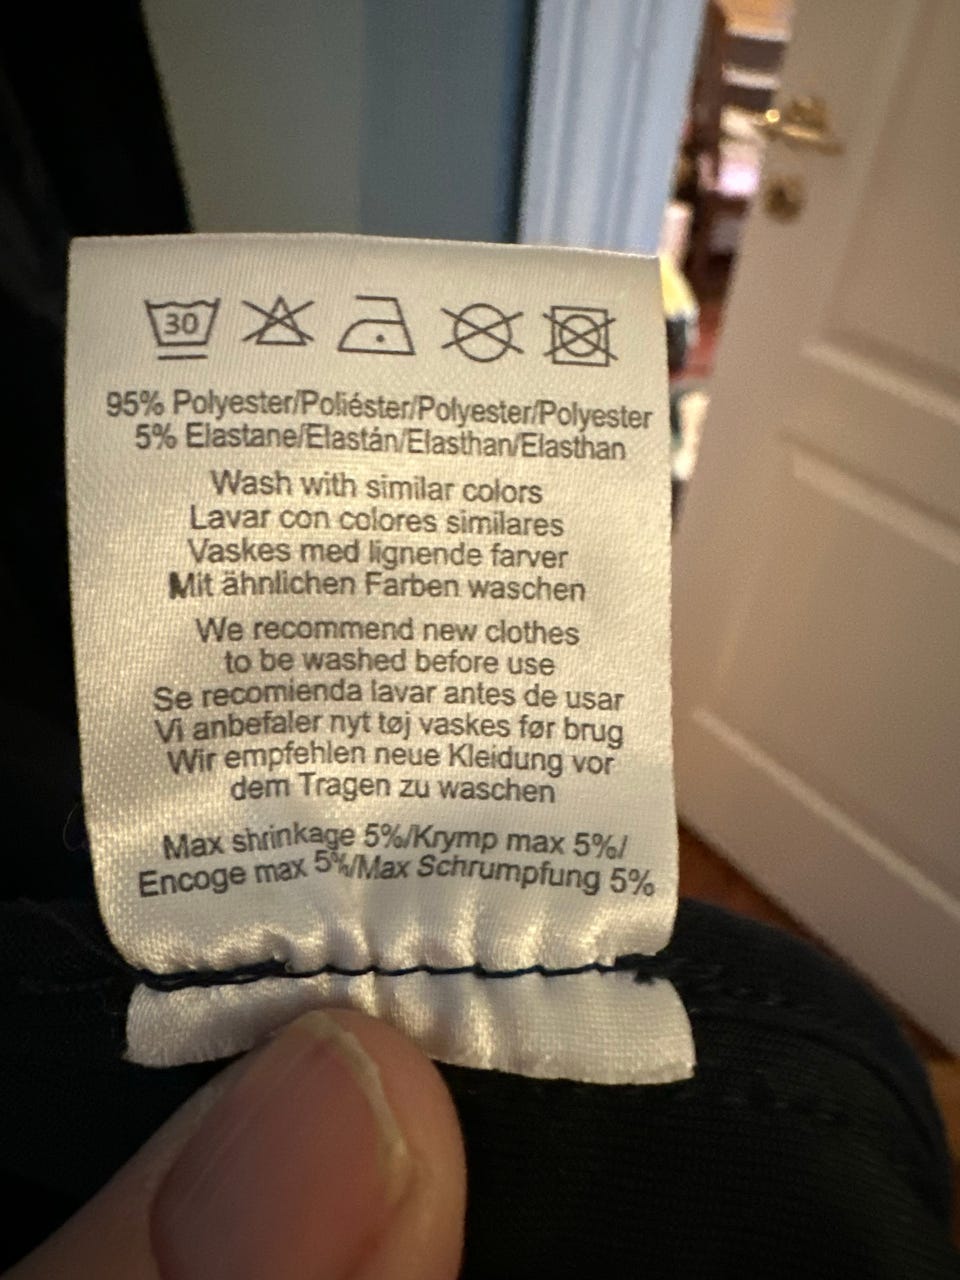 30
95% Polyester/Poliéster/Polyester/Polyester
5% Elastane/Elastán/Elasthan/Elasthan
Wash with similar colors
Lavar con colores similares
Vaskes med lignende farver
Mit ähnlichen Farben waschen
We recommend new clothes
to be washed before use
Se recomienda lavar antes de usar
Vi anbefaler nyt tøj vaskes før brug
Wir empfehlen neue Kleidung vor
dem Tragen zu waschen
Max shrinkage 5%/Krymp max 5%/
Encoge max 5%/Max Schrumpfung 5%